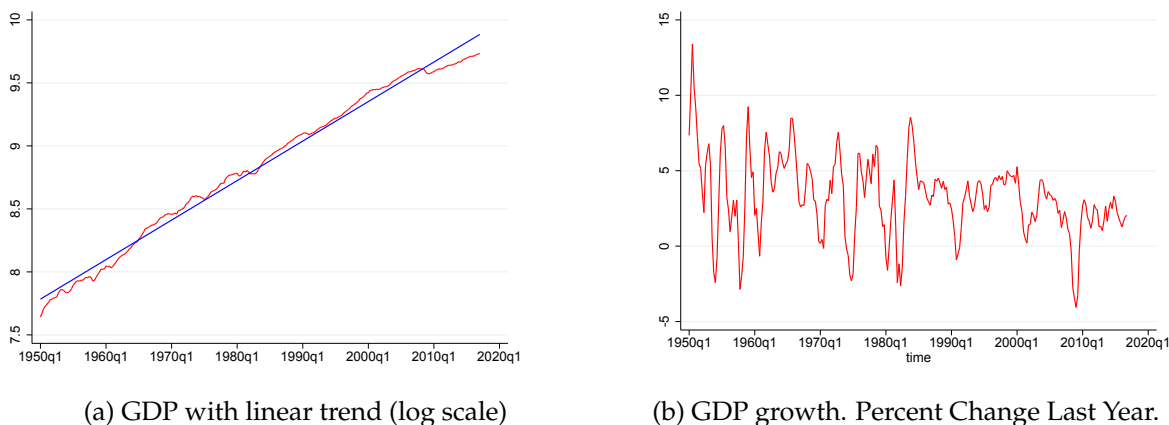 10
9.5
9
8.5
8
7.5
1950q1 1960q1 1970q1 1980q1 1990q1 2000q1 2010q1 2020q1
(a) GDP with linear trend (log scale)
15
10
5
0
-5
1950q1 1960q1 1970q1 1980q1 1990q1 2000q1 2010q1 2020q1
time
(b) GDP growth. Percent Change Last Year.